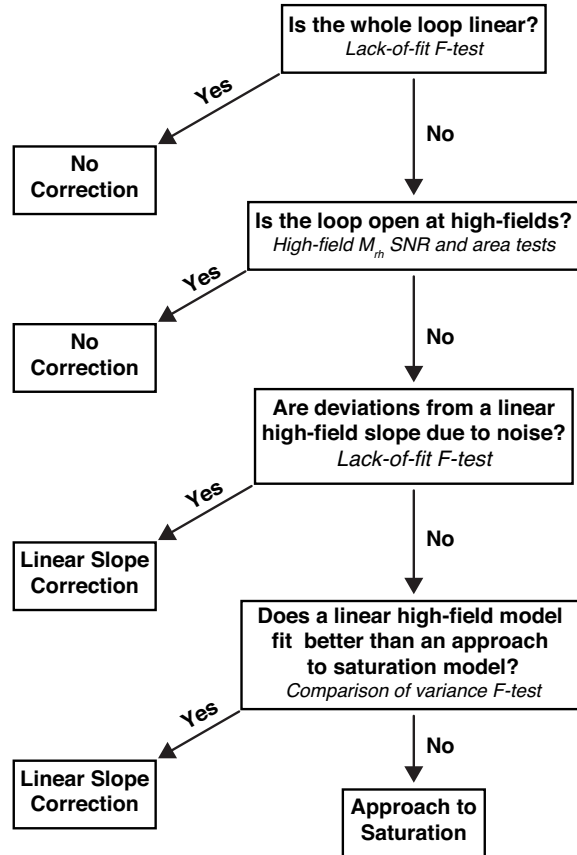 Is the whole loop linear?
Lack-of-fit F-test
Yes
No
No
Correction
Is the loop open at high-fields?
High-field Mrh SNR and area tests
Yes
No
No
Correction
Are deviations from a linear
high-field slope due to noise?
Lack-of-fit F-test
Yes
No
Linear Slope
Correction
Does a linear high-field model
fit better than an approach
to saturation model?
Comparison of variance F-test
Yes
No
Linear Slope
Correction
Approach to
Saturation